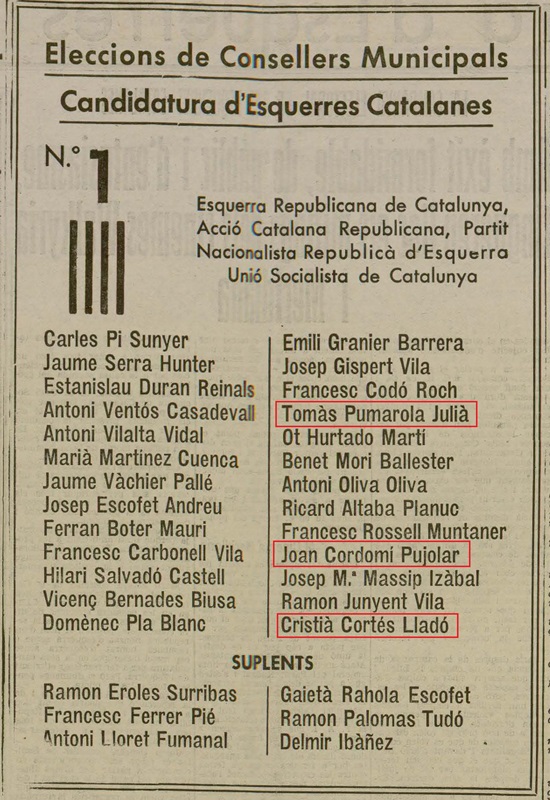 Eleccions de Consellers Municipals
Candidatura d'Esquerres Catalanes
N.º 1
Esquerra Republicana de Catalunya,
Acció Catalana Republicana, Partit
Nacionalista Republicà d'Esquerra
Unió Socialista de Catalunya
Carles Pi Sunyer
Jaume Serra Hunter
Estanislau Duran Reinals
Antoni Ventós Casadevall
Antoni Vilalta Vidal
Marià Martinez Cuenca
Jaume Vàchier Pallé
Josep Escofet Andreu
Ferran Boter Mauri
Francesc Carbonell Vila
Hilari Salvadó Castell
Vicenç Bernades Biusa
Domènec Pla Blanc
Emili Granier Barrera
Josep Gispert Vila
Francesc Codó Roch
Tomàs Pumarola Julià
Ot Hurtado Martí
Benet Mori Ballester
Antoni Oliva Oliva
Ricard Altaba Planuc
Francesc Rossell Muntaner
Joan Cordomi Pujolar
Josep M.ª Massip Izàbal
Ramon Junyent Vila
Cristià Cortés Lladó
SUPLENTS
Ramon Eroles Surribas
Francesc Ferrer Pié
Antoni Lloret Fumanal
Gaietà Rahola Escofet
Ramon Palomas Tudó
Delmir Ibàñez